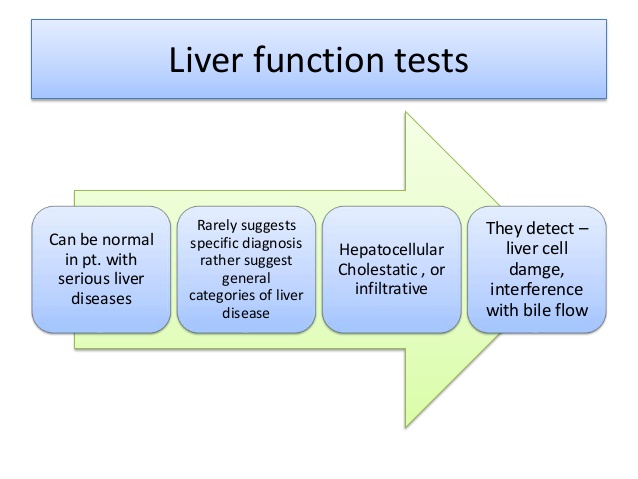 Liver function tests
Can be normal
in pt. with
serious liver
diseases
Rarely suggests
specific diagnosis
rather suggest
general
categories of liver
disease
Hepatocellular
Cholestatic , or
infiltrative
They detect –
liver cell
damge,
interference
with bile flow